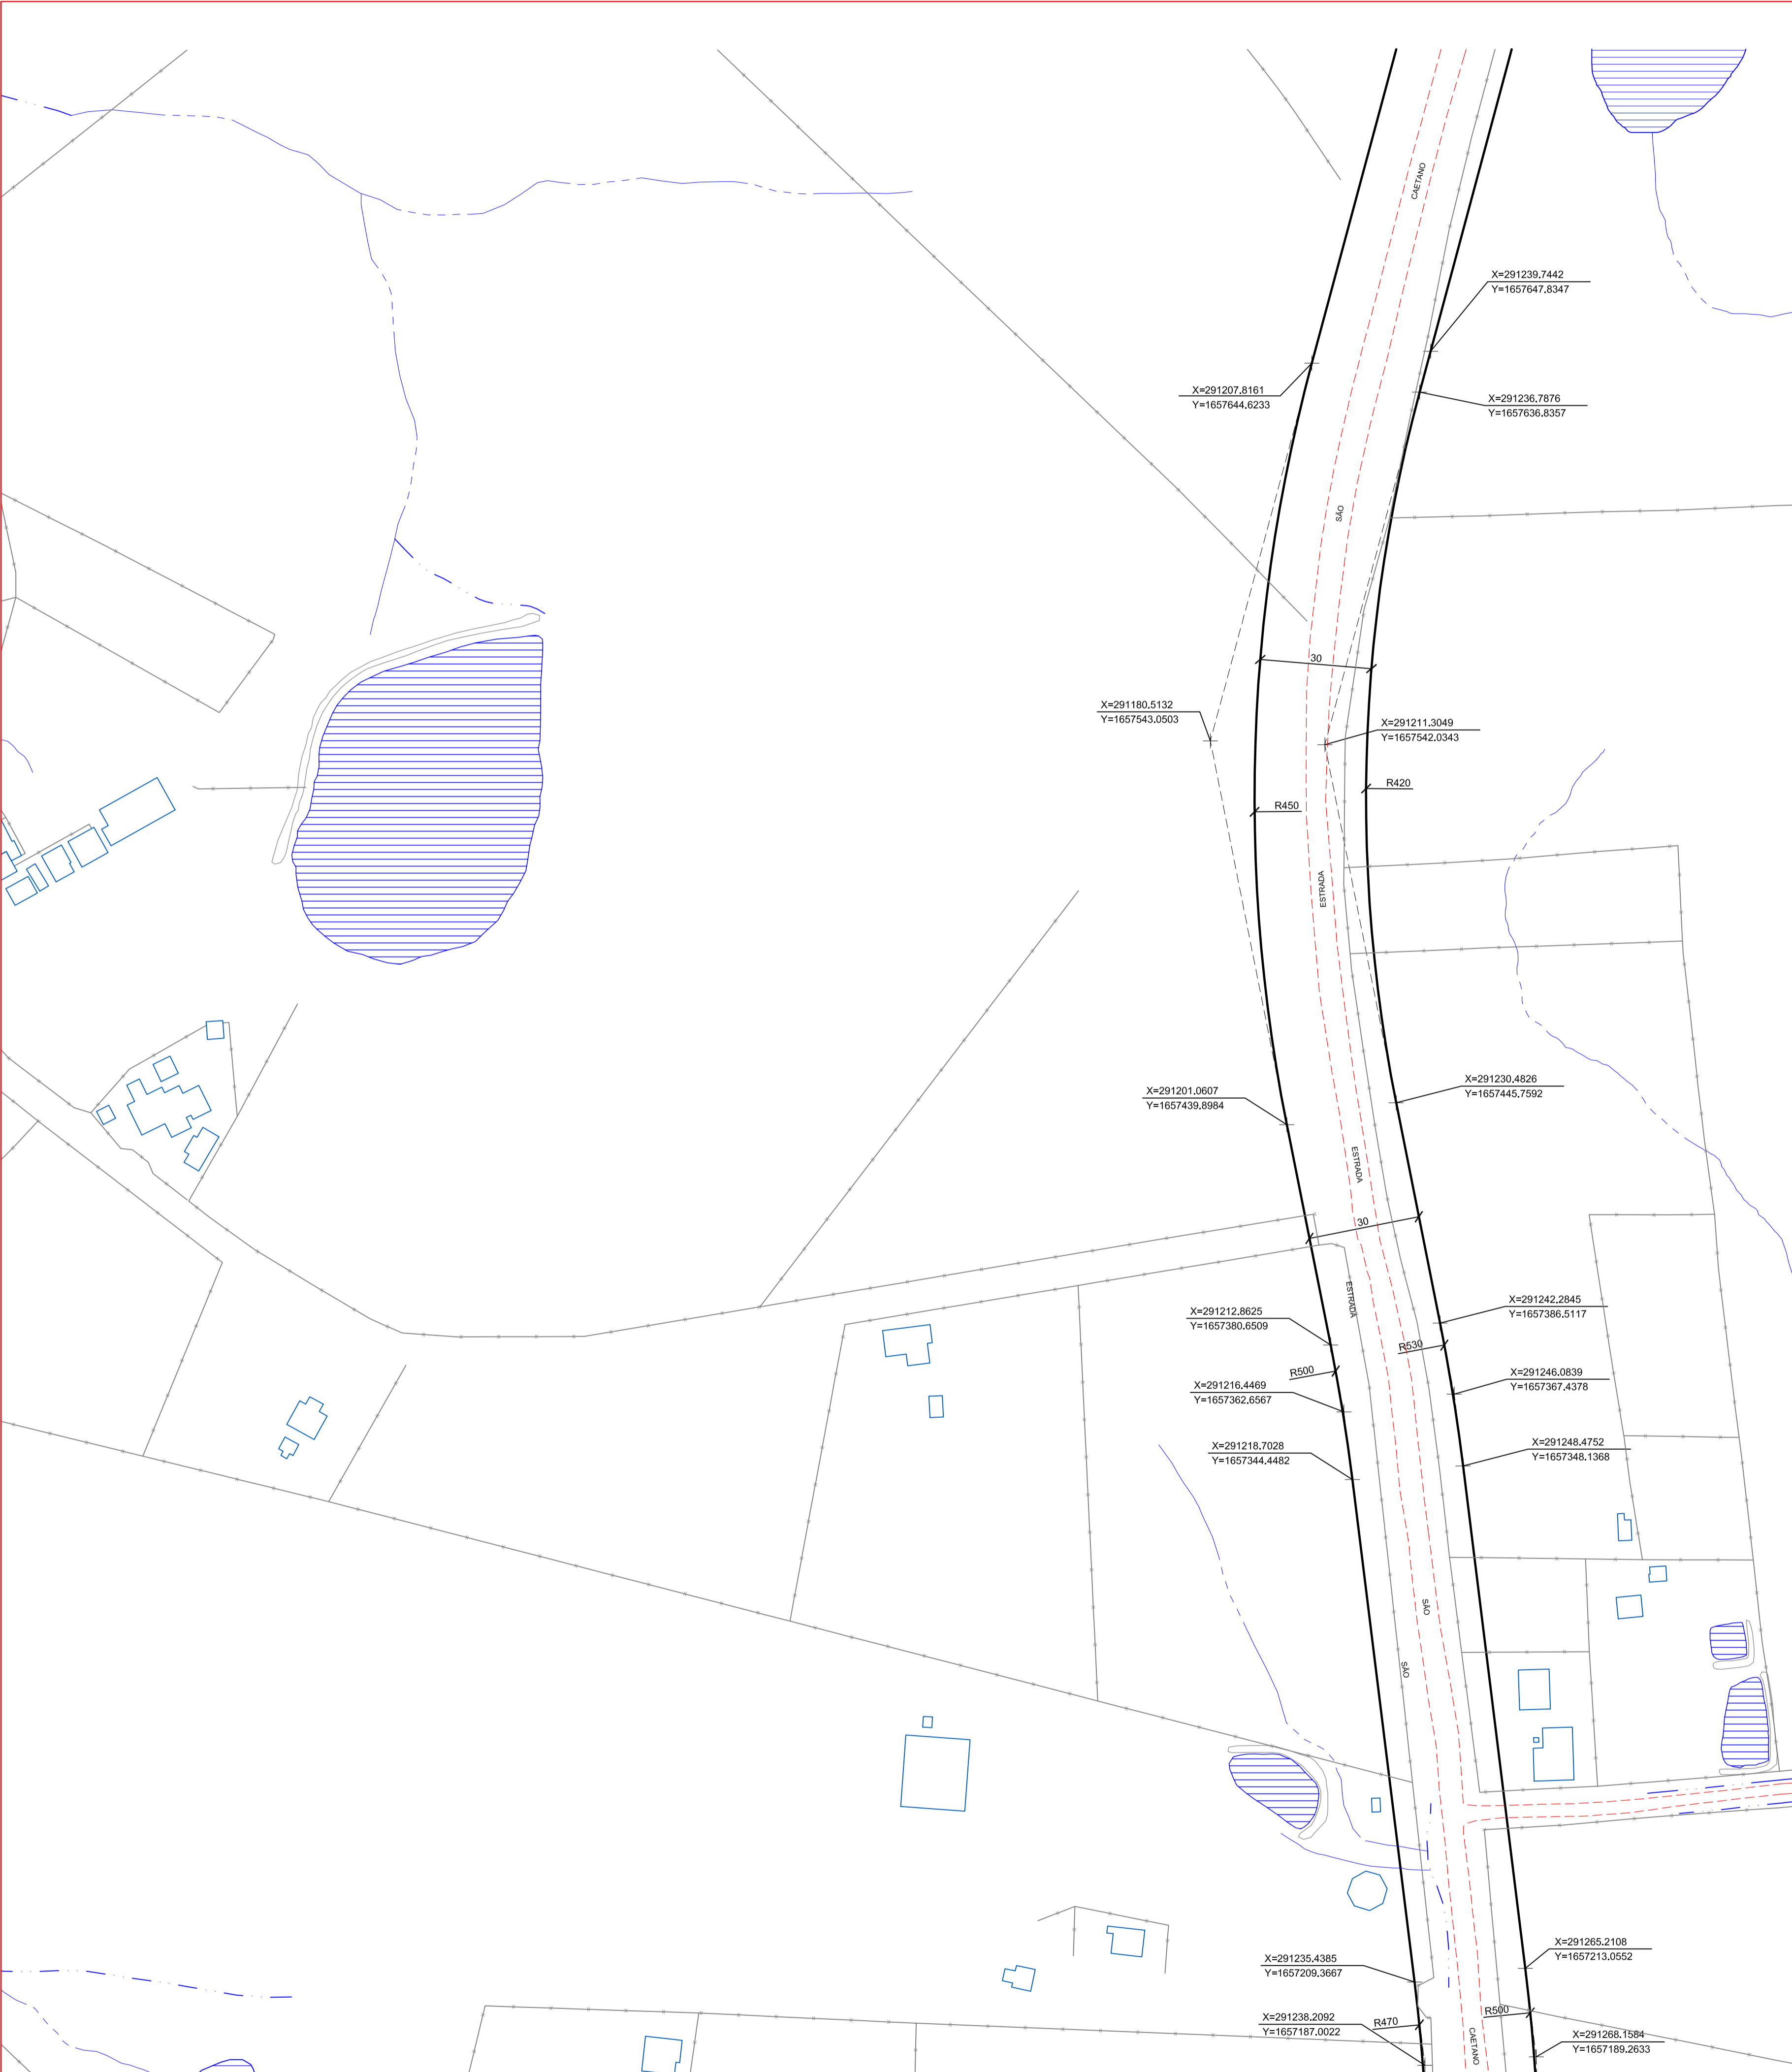 CAETANO
X=291239.7442
Y=1657647.8347
X=291207.8161
Y=1657644.6233
X=291236.7876
Y=1657636.8357
SÃO
30
X=291180.5132
Y=1657543.0503
X=291211.3049
Y=1657542.0343
R420
R450
ESTRADA
X=291201.0607
Y=1657439.8984
X=291230.4826
Y=1657445.7592
ESTRADA
30
ESTRADA
X=291212.8625
Y=1657380.6509
X=291242.2845
Y=1657386.5117
R530
R500
X=291216.4469
Y=1657362.6567
X=291246.0839
Y=1657367.4378
X=291218.7028
Y=1657344.4482
X=291248.4752
Y=1657348.1368
SÃO
SÃO
X=291235.4385
Y=1657209.3667
X=291265.2108
Y=1657213.0552
X=291238.2092
Y=1657187.0022
R470
R500
CAETANO
X=291268.1584
Y=1657189.2633